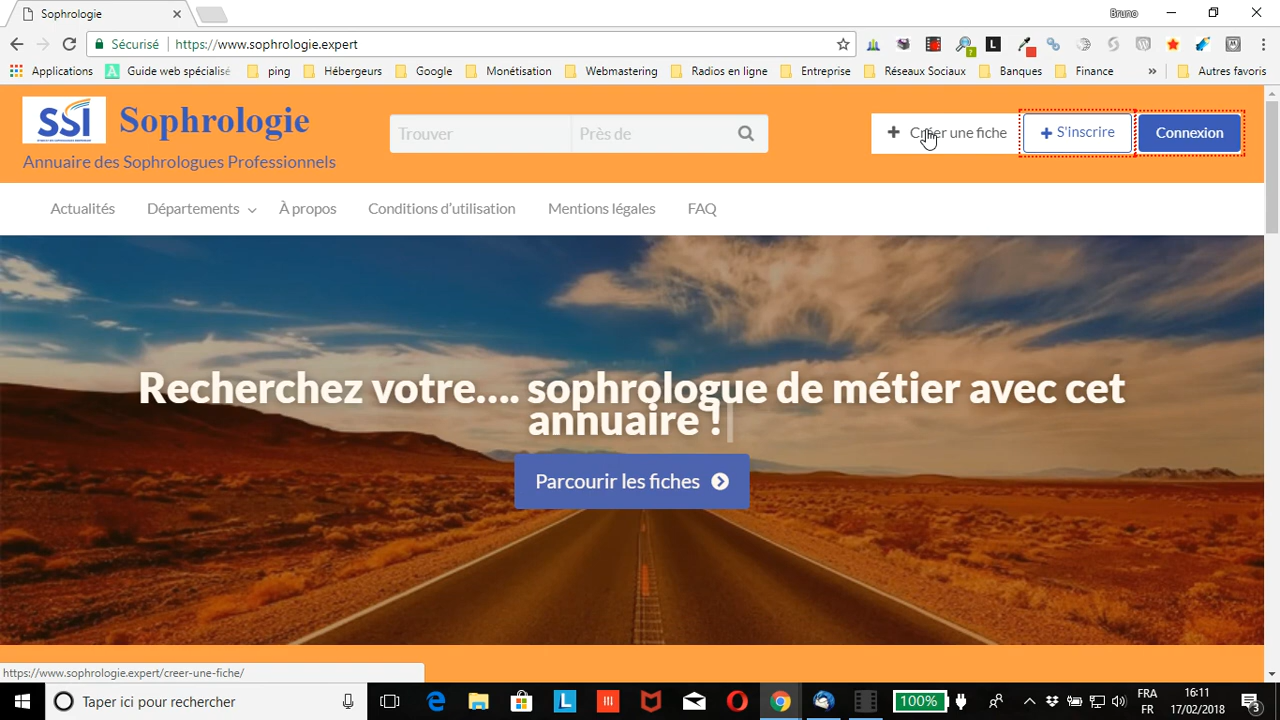 Sophrologie
Bruno
Sécurisé
https://www.sophrologie.expert
Applications
Guide web spécialisé
ping
Hébergeurs
Google
Monétisation
Webmastering
Radios en ligne
Entreprise
Réseaux Sociaux
Banques
Finance
»
Autres favoris
SSI
Sophrologie
Annuaire des Sophrologues Professionnels
Trouver
Près de
Créer une fiche
S'inscrire
Connexion
Actualités
Départements
À propos
Conditions d'utilisation
Mentions légales
FAQ
Recherchez votre.... sophrologue de métier avec cet
annuaire !
Parcourir les fiches
https://www.sophrologie.expert/creer-une-fiche/
Taper ici pour rechercher
100%
FRA
FR
16:11
17/02/2018
3